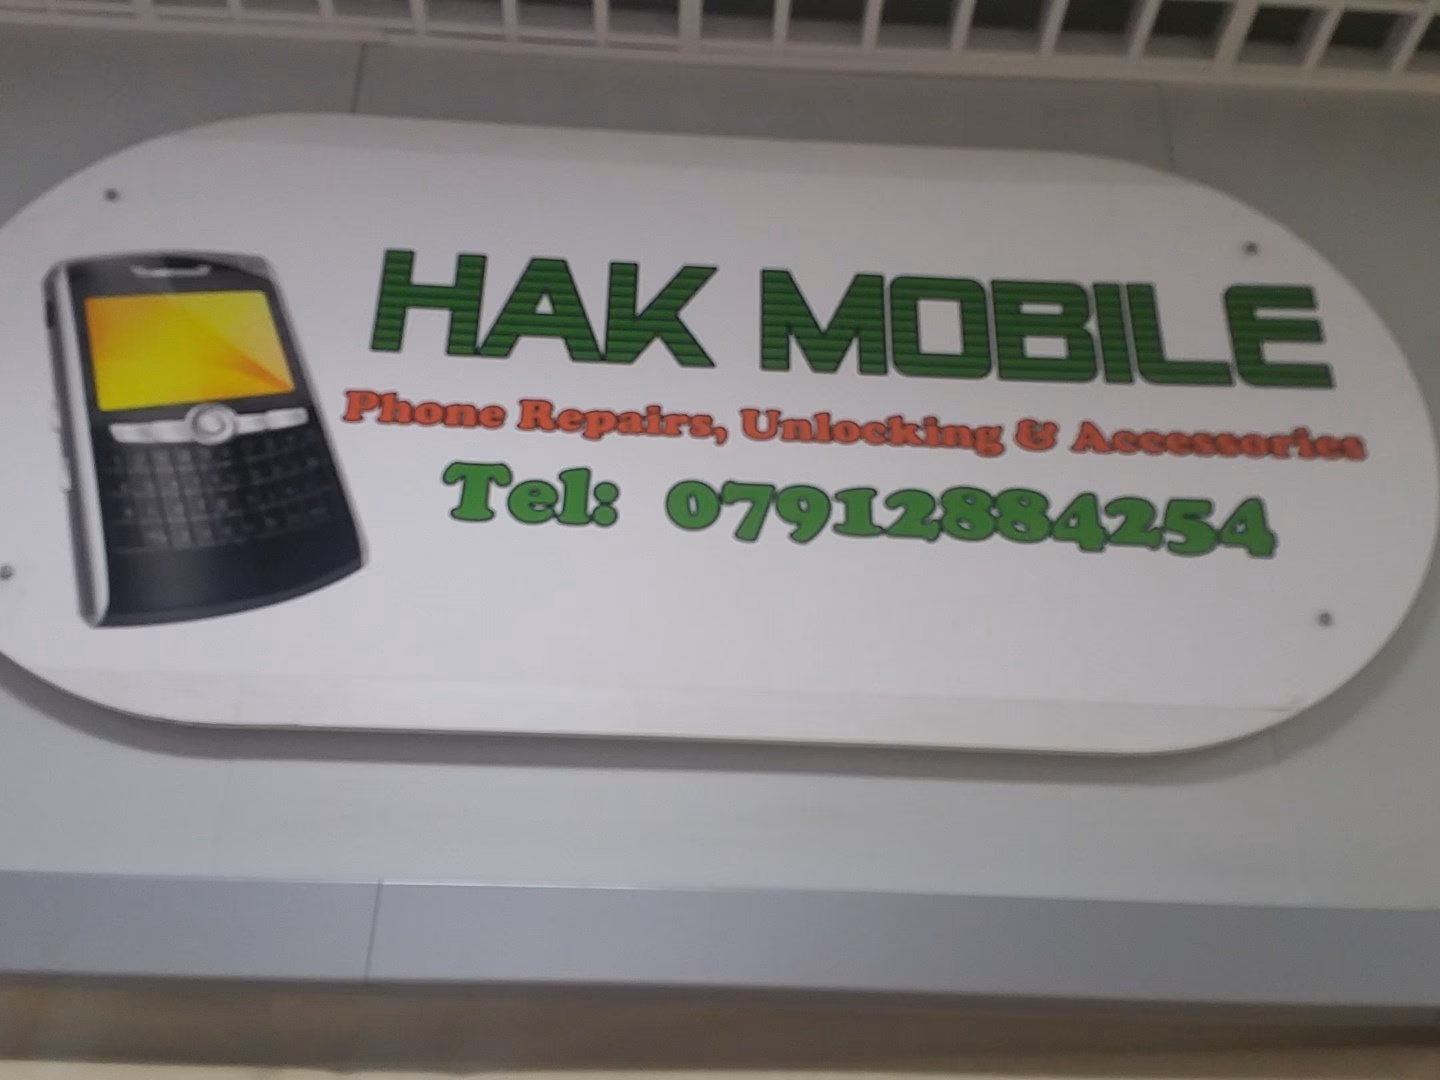 HAK MOBILE
Phone Repairs, Unlocking & Accessories
Tel: 07912884254